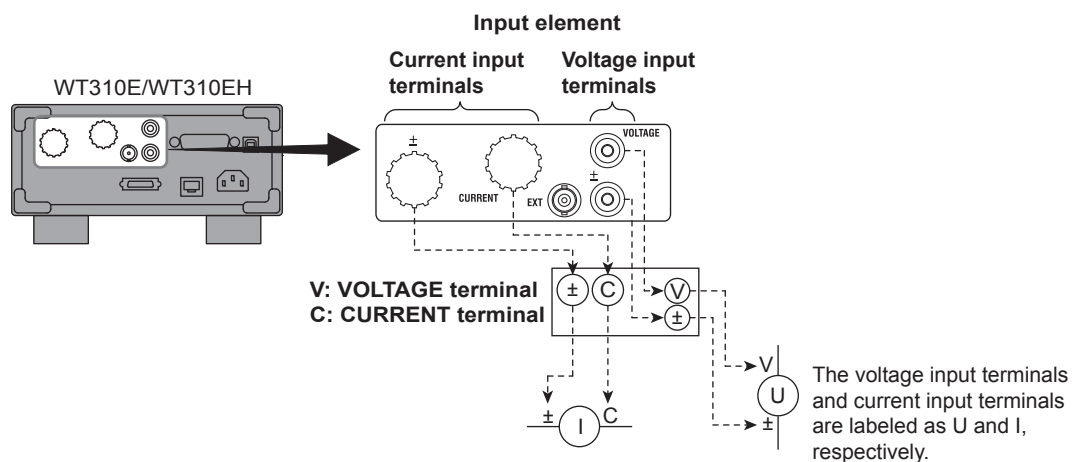 Input element
Current input
terminals
Voltage input
terminals
WT310E/WT310EH
±
VOLTAGE
±
CURRENT
EXT
V: VOLTAGE terminal
C: CURRENT terminal
± C
V
±
± I C
V
U
±
The voltage input terminals
and current input terminals
are labeled as U and I,
respectively.